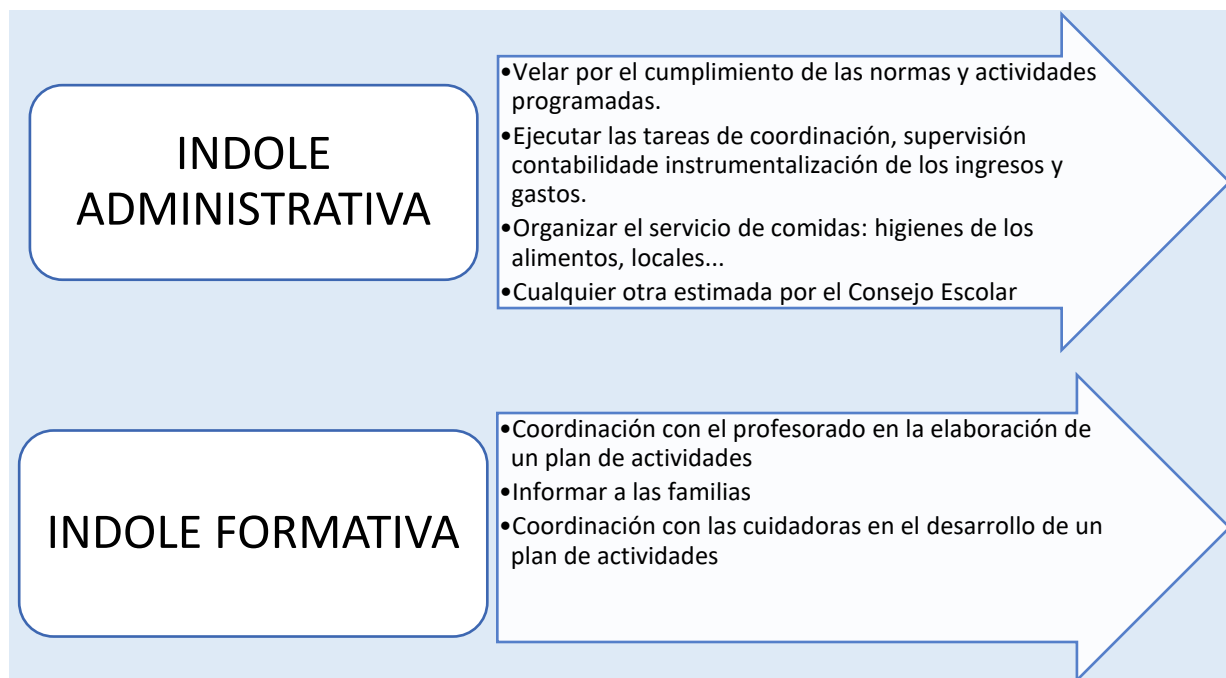 INDOLE
ADMINISTRATIVA
•Velar por el cumplimiento de las normas y actividades
programadas.
•Ejecutar las tareas de coordinación, supervisión
contabilidade instrumentalización de los ingresos y
gastos.
•Organizar el servicio de comidas: higienes de los
alimentos, locales...
•Cualquier otra estimada por el Consejo Escolar
INDOLE FORMATIVA
•Coordinación con el profesorado en la elaboración de
un plan de actividades
•Informar a las familias
•Coordinación con las cuidadoras en el desarrollo de un
plan de actividades